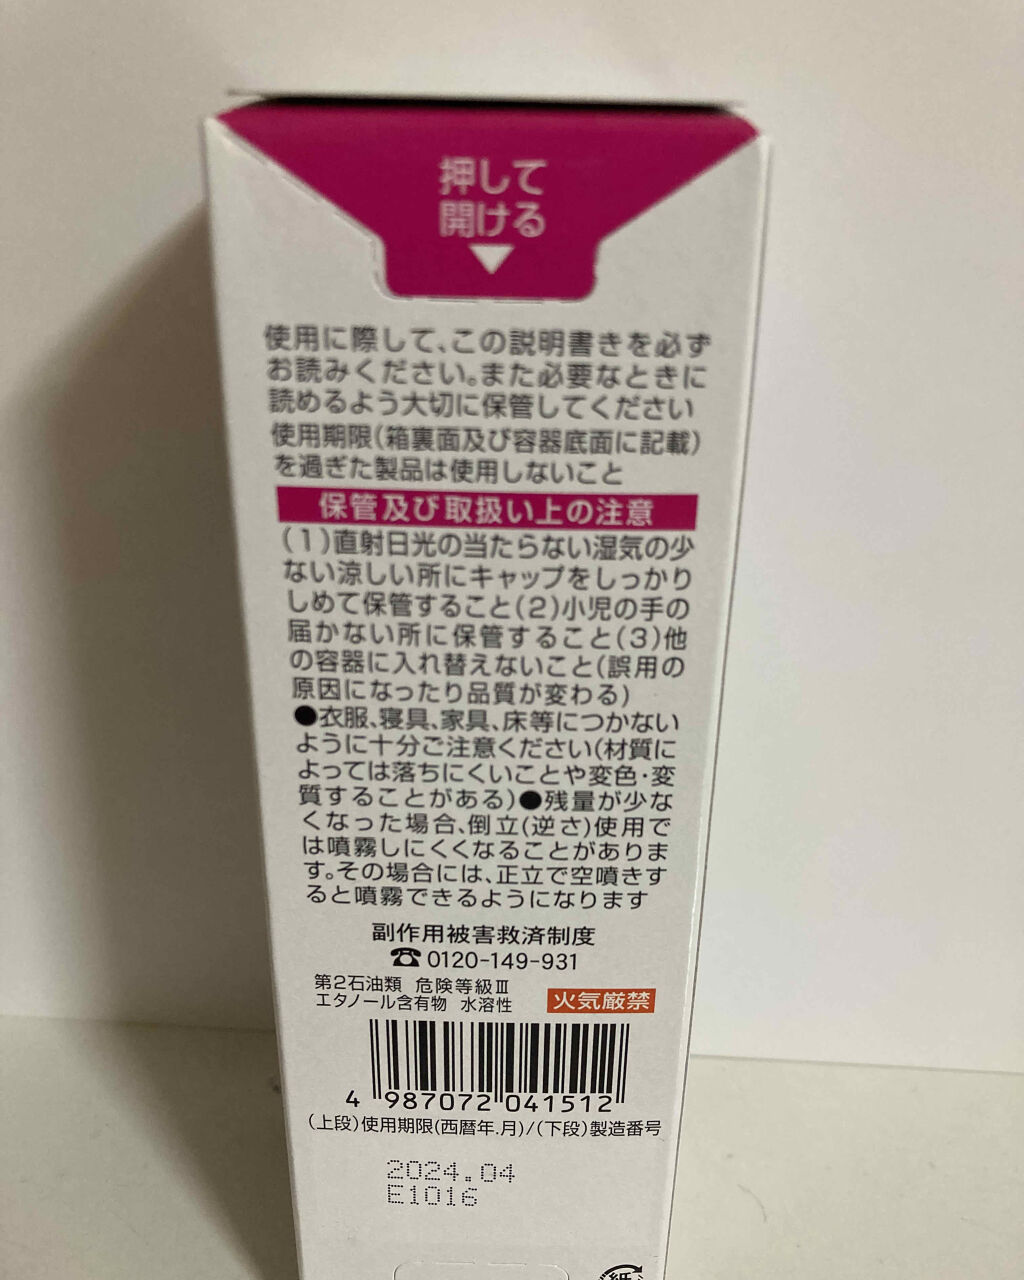 押して
開ける
使用に際して、この説明書きを必ず
お読みください。また必要なときに
読めるよう大切に保管してください
使用期限(箱裏面及び容器底面に記載)
を過ぎた製品は使用しないこと
保管及び取扱い上の注意
(1)直射日光の当たらない湿気の少
ない涼しい所にキャップをしっかり
しめて保管すること(2)小児の手の
届かない所に保管すること(3)他
の容器に入れ替えないこと(誤用の
原因になったり品質が変わる)
●衣服、寝具、家具、床等につかない
ように十分ご注意ください(材質に
よっては落ちにくいことや変色・変
質することがある)●残量が少な
くなった場合、倒立(逆さ)使用で
は噴霧しにくくなることがありま
す。その場合には、正立で空噴きす
ると噴霧できるようになります
副作用被害救済制度
☎0120-149-931
第2石油類 危険等級Ⅲ
エタノール含有物 水溶性 火気厳禁
4 987072 041512
(上段)使用期限(西暦年.月)/(下段)製造番号
2024.04
E1016
紙